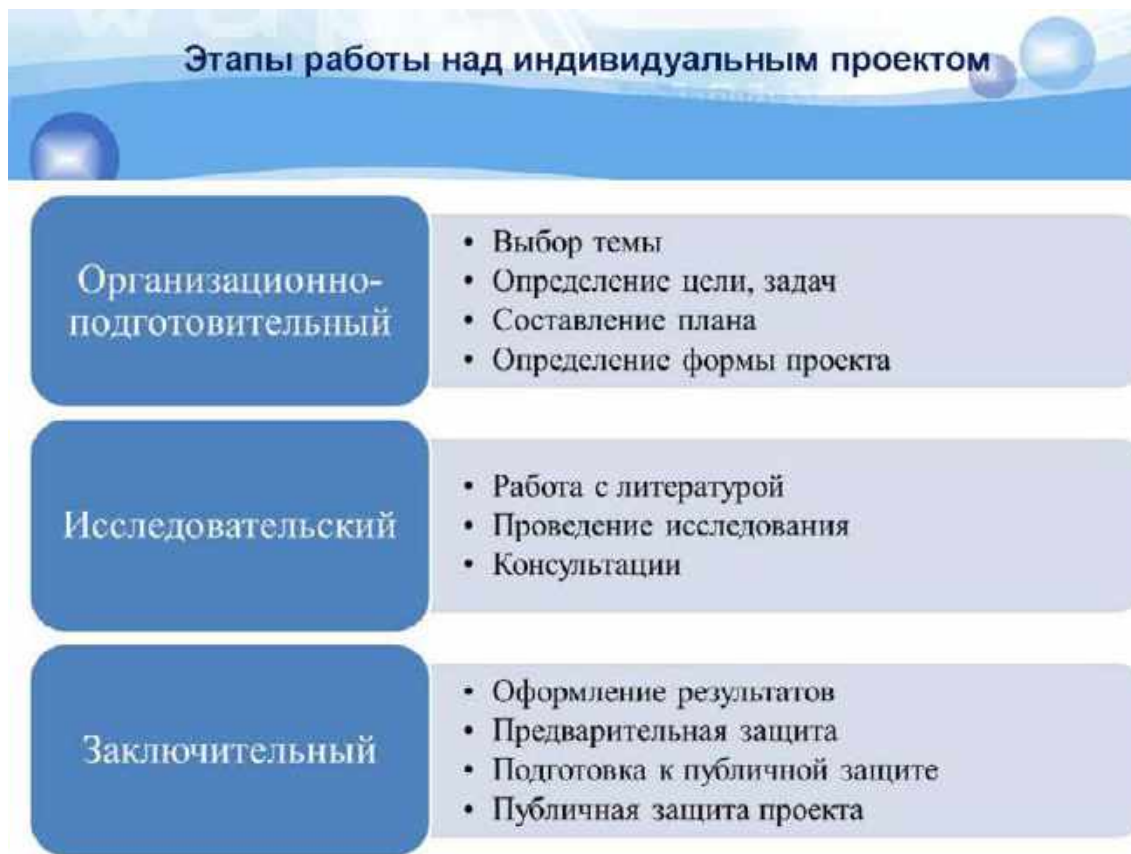 Этапы работы над индивидуальным проектом
Организационно-
подготовительный
• Выбор темы
• Определение цели, задач
• Составление плана
• Определение формы проекта
Исследовательский
• Работа с литературой
• Проведение исследования
• Консультации
Заключительный
• Оформление результатов
• Предварительная защита
• Подготовка к публичной защите
• Публичная защита проекта